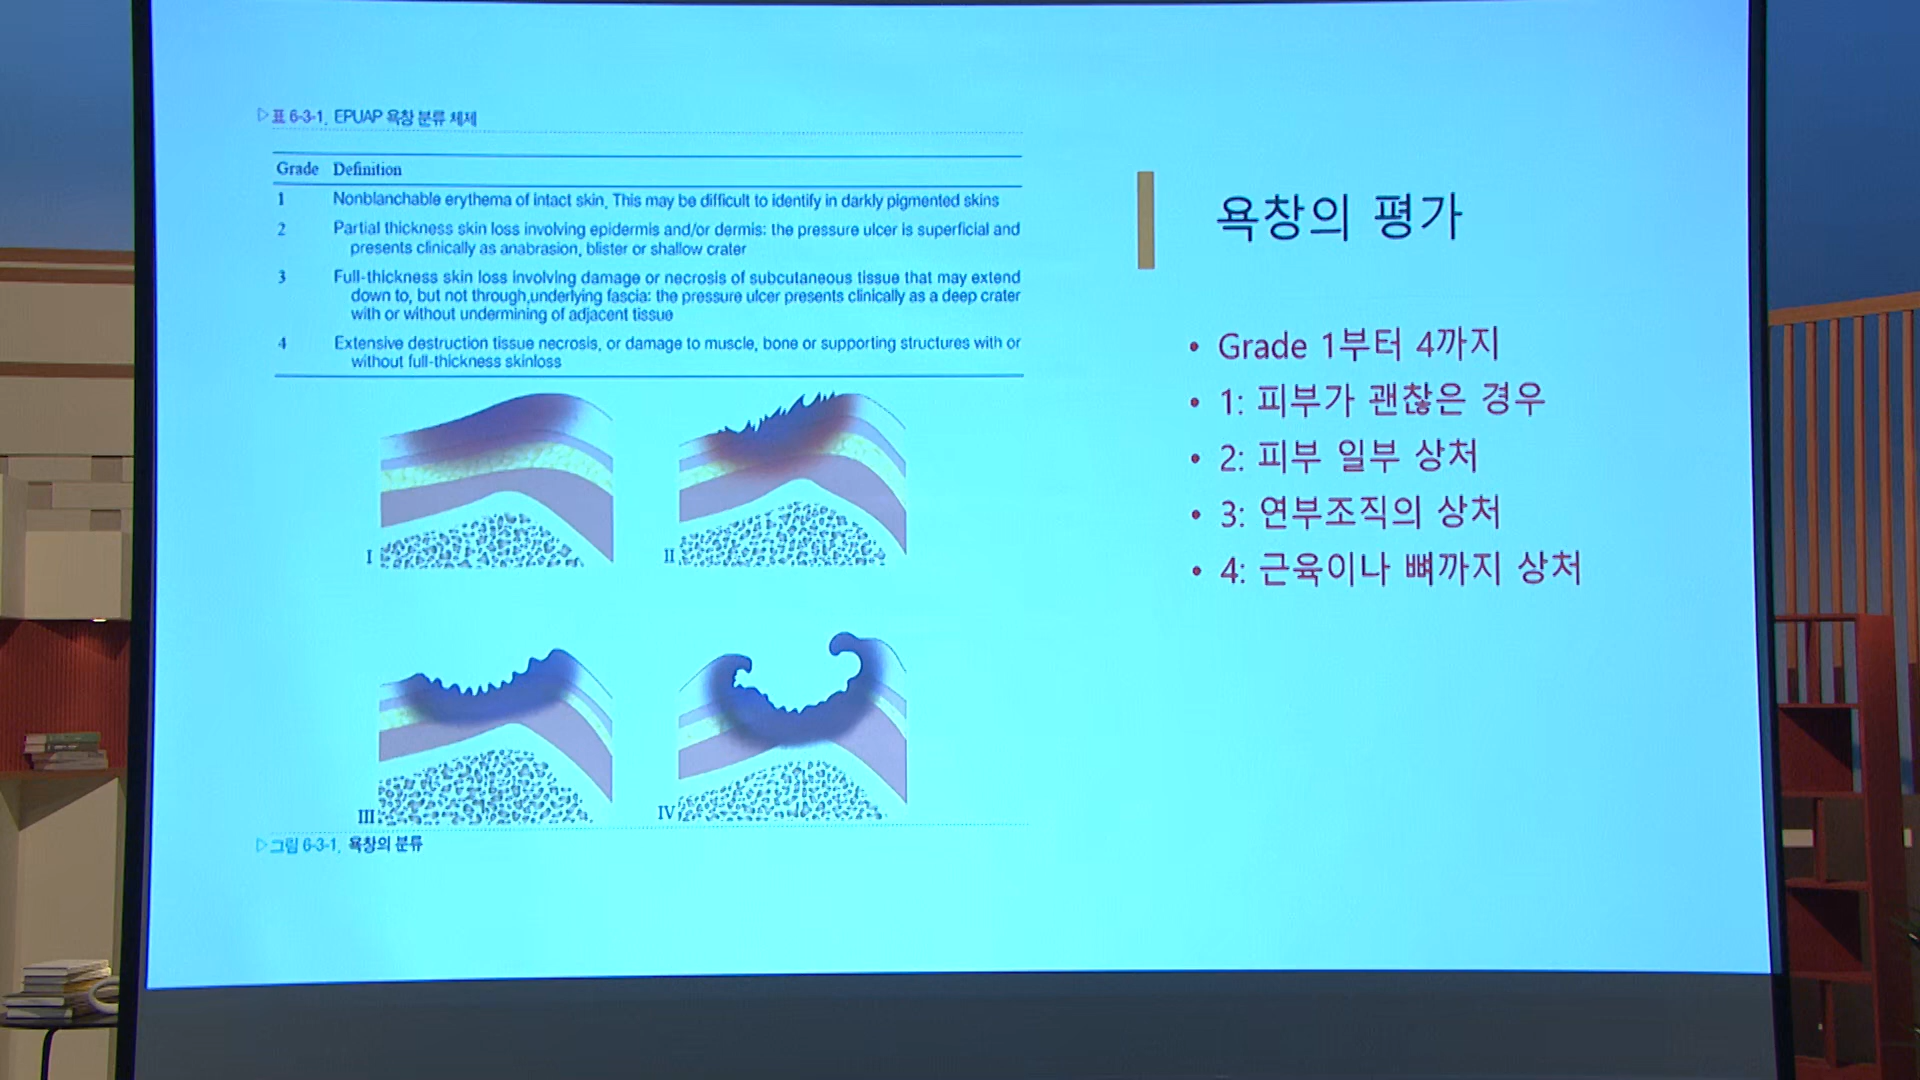 ▷표 6-3-1. EPUAP 욕창 분류 체제
Grade Definition
1 Nonblanchable erythema of intact skin, This may be difficult to identify in darkly pigmented skins
2 Partial thickness skin loss involving epidermis and/or dermis: the pressure ulcer is superficial and
presents clinically as anabrasion, blister or shallow crater
3 Full-thickness skin loss involving damage or necrosis of subcutaneous tissue that may extend
down to, but not through,underlying fascia: the pressure ulcer presents clinically as a deep crater
with or without undermining of adjacent tissue
4 Extensive destruction tissue necrosis, or damage to muscle, bone or supporting structures with or
without full-thickness skinloss
I
II
III
IV
▷그림 6-3-1. 욕창의 분류
욕창의 평가
• Grade 1부터 4까지
• 1: 피부가 괜찮은 경우
• 2: 피부 일부 상처
• 3: 연부조직의 상처
• 4: 근육이나 뼈까지 상처